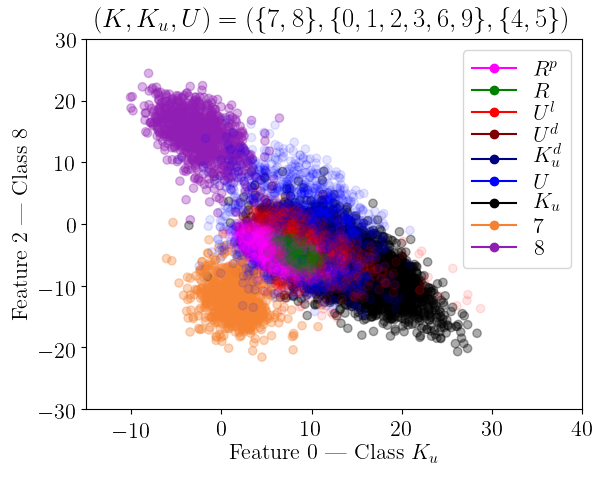 (K, K_u, U) = ({7, 8}, {0, 1, 2, 3, 6, 9}, {4, 5})
30
20
10
0
−10
−20
−30
Feature 2 — Class 8
R^p
R
U^l
U^d
K_u^d
U
K_u
7
8
−10 0 10 20 30 40
Feature 0 — Class K_u